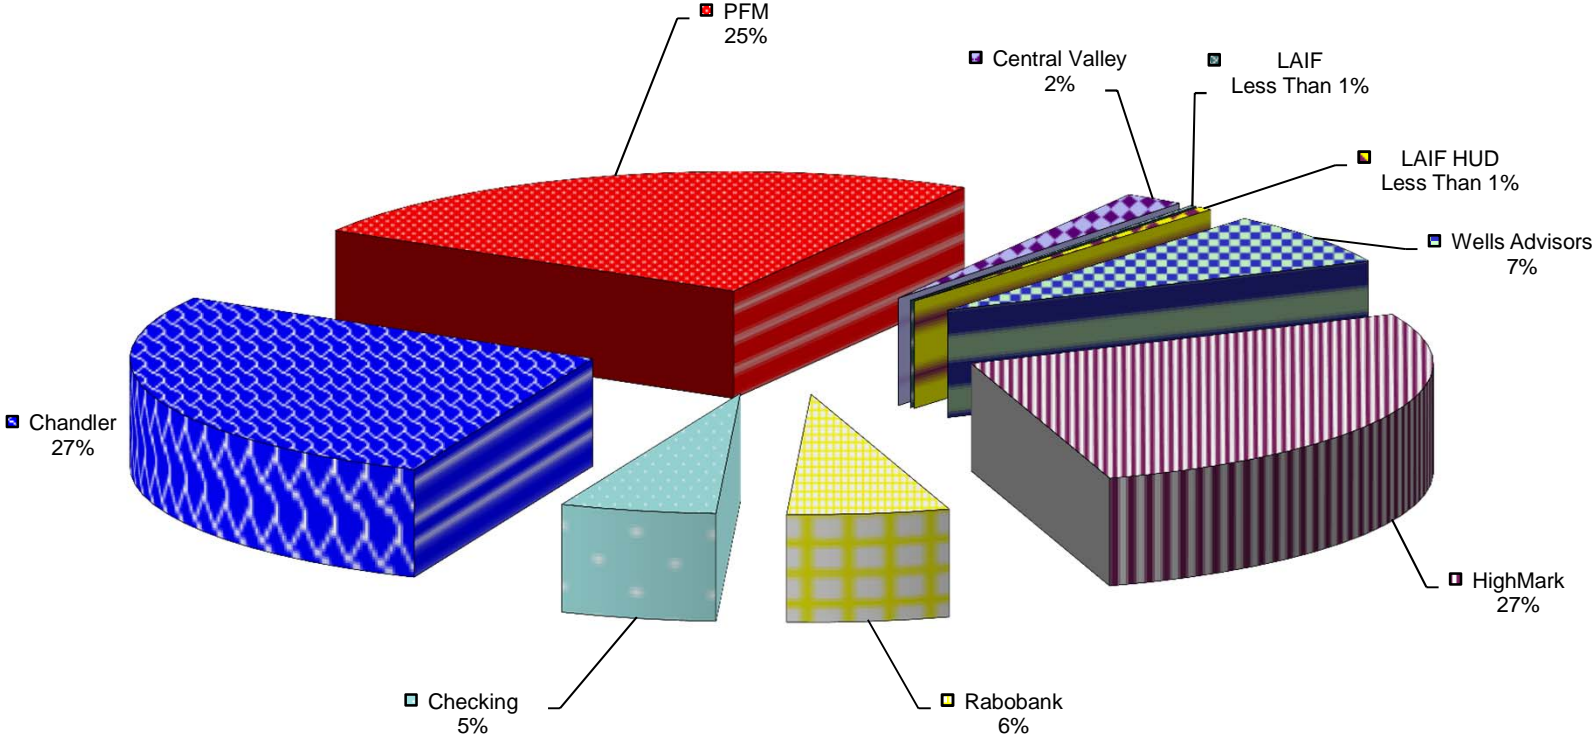 PFM
25%
Central Valley
2%
LAIF
Less Than 1%
LAIF HUD
Less Than 1%
Wells Advisors
7%
Chandler
27%
HighMark
27%
Checking
5%
Rabobank
6%